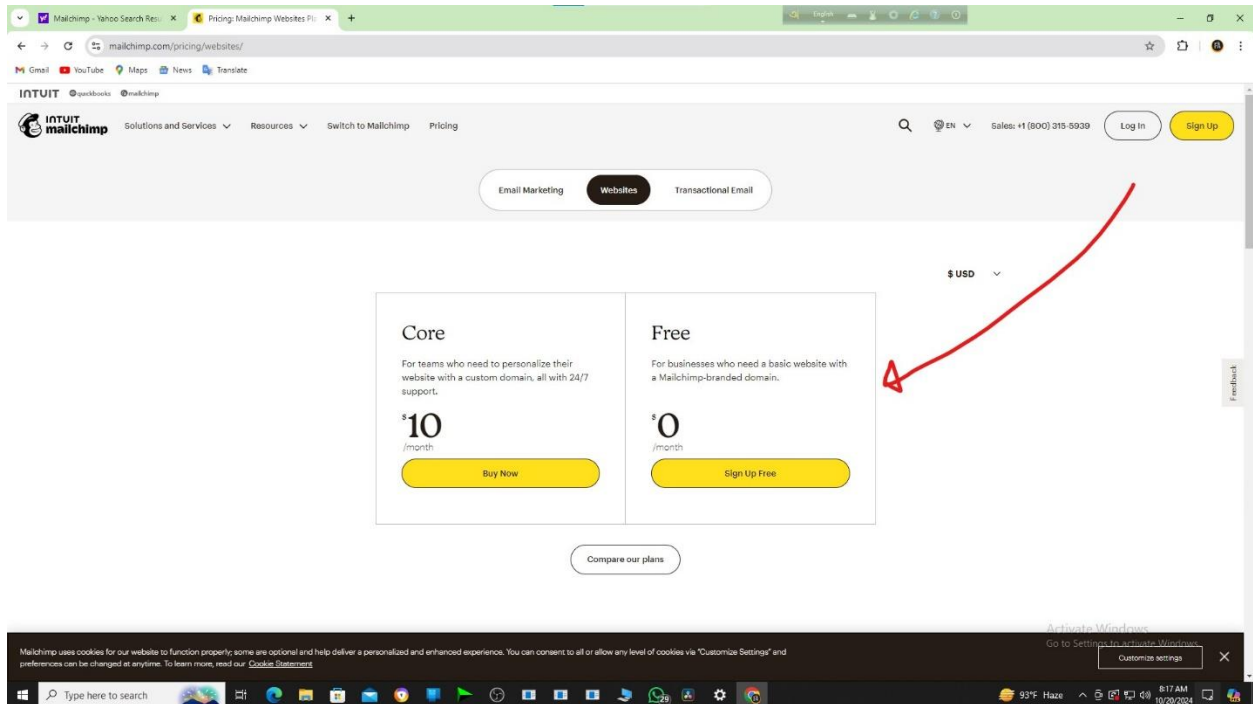 Mailchimp - Yahoo Search Resu
Pricing: Mailchimp Websites Pl
English
mailchimp.com/pricing/websites/
Gmail YouTube Maps News Translate
INTUIT quickbooks mailchimp
INTUIT
mailchimp
Solutions and Services Resources Switch to Mailchimp Pricing
EN Sales: +1 (800) 315-5939 Log In Sign Up
Email Marketing Websites Transactional Email
$ USD
Core
For teams who need to personalize their
website with a custom domain, all with 24/7
support.
$10
/month
Buy Now
Free
For businesses who need a basic website with
a Mailchimp-branded domain.
$0
/month
Sign Up Free
Compare our plans
Feedback
Activate Windows
Go to Settings to activate Windows.
Mailchimp uses cookies for our website to function properly; some are optional and help deliver a personalized and enhanced experience. You can consent to all or allow any level of cookies via "Customize Settings" and
preferences can be changed at anytime. To learn more, read our Cookie Statement
Customize settings
Type here to search
29
93°F Haze
8:17 AM
10/20/2024